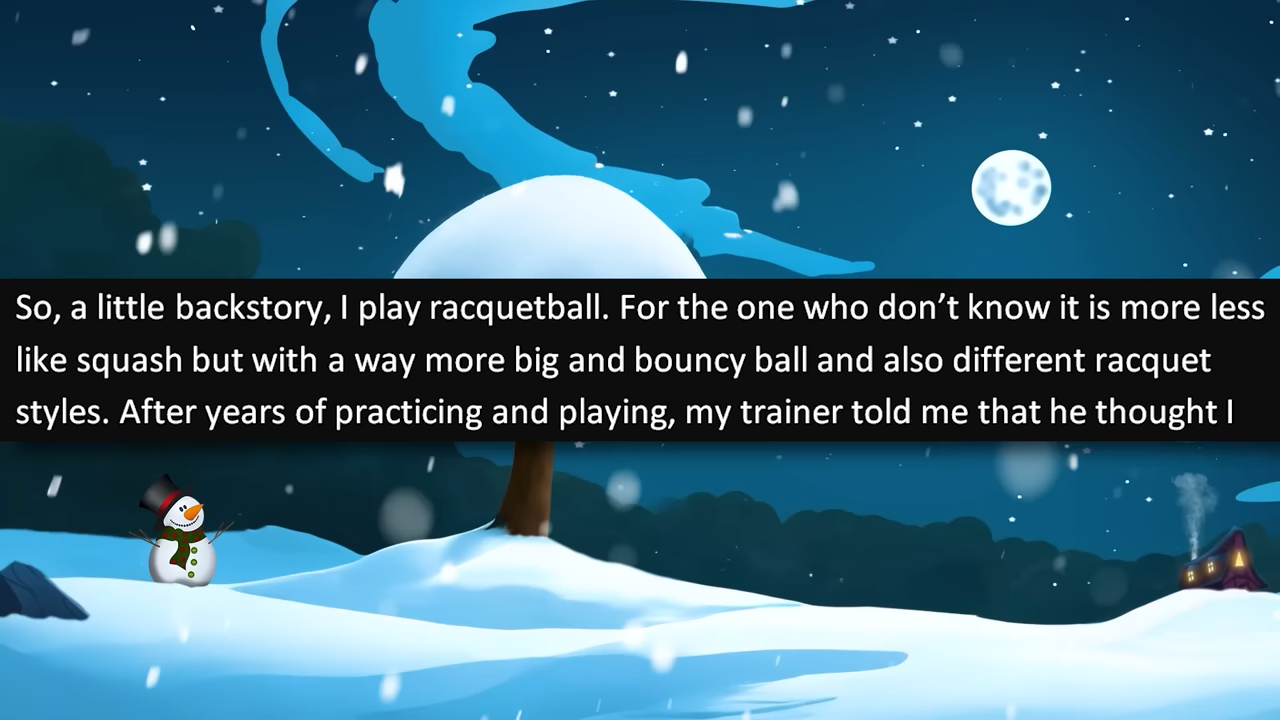 So, a little backstory, I play racquetball. For the one who don’t know it is more less
like squash but with a way more big and bouncy ball and also different racquet
styles. After years of practicing and playing, my trainer told me that he thought I